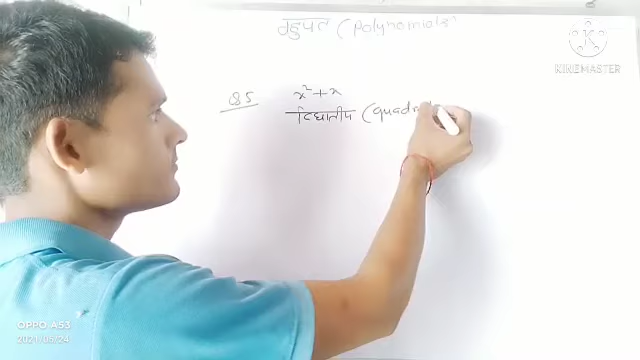 बहुपद (Polynomials)
KINEMASTER
Q5 x²+x
द्विघातीय (quadra
OPPO A53
2021/05/24